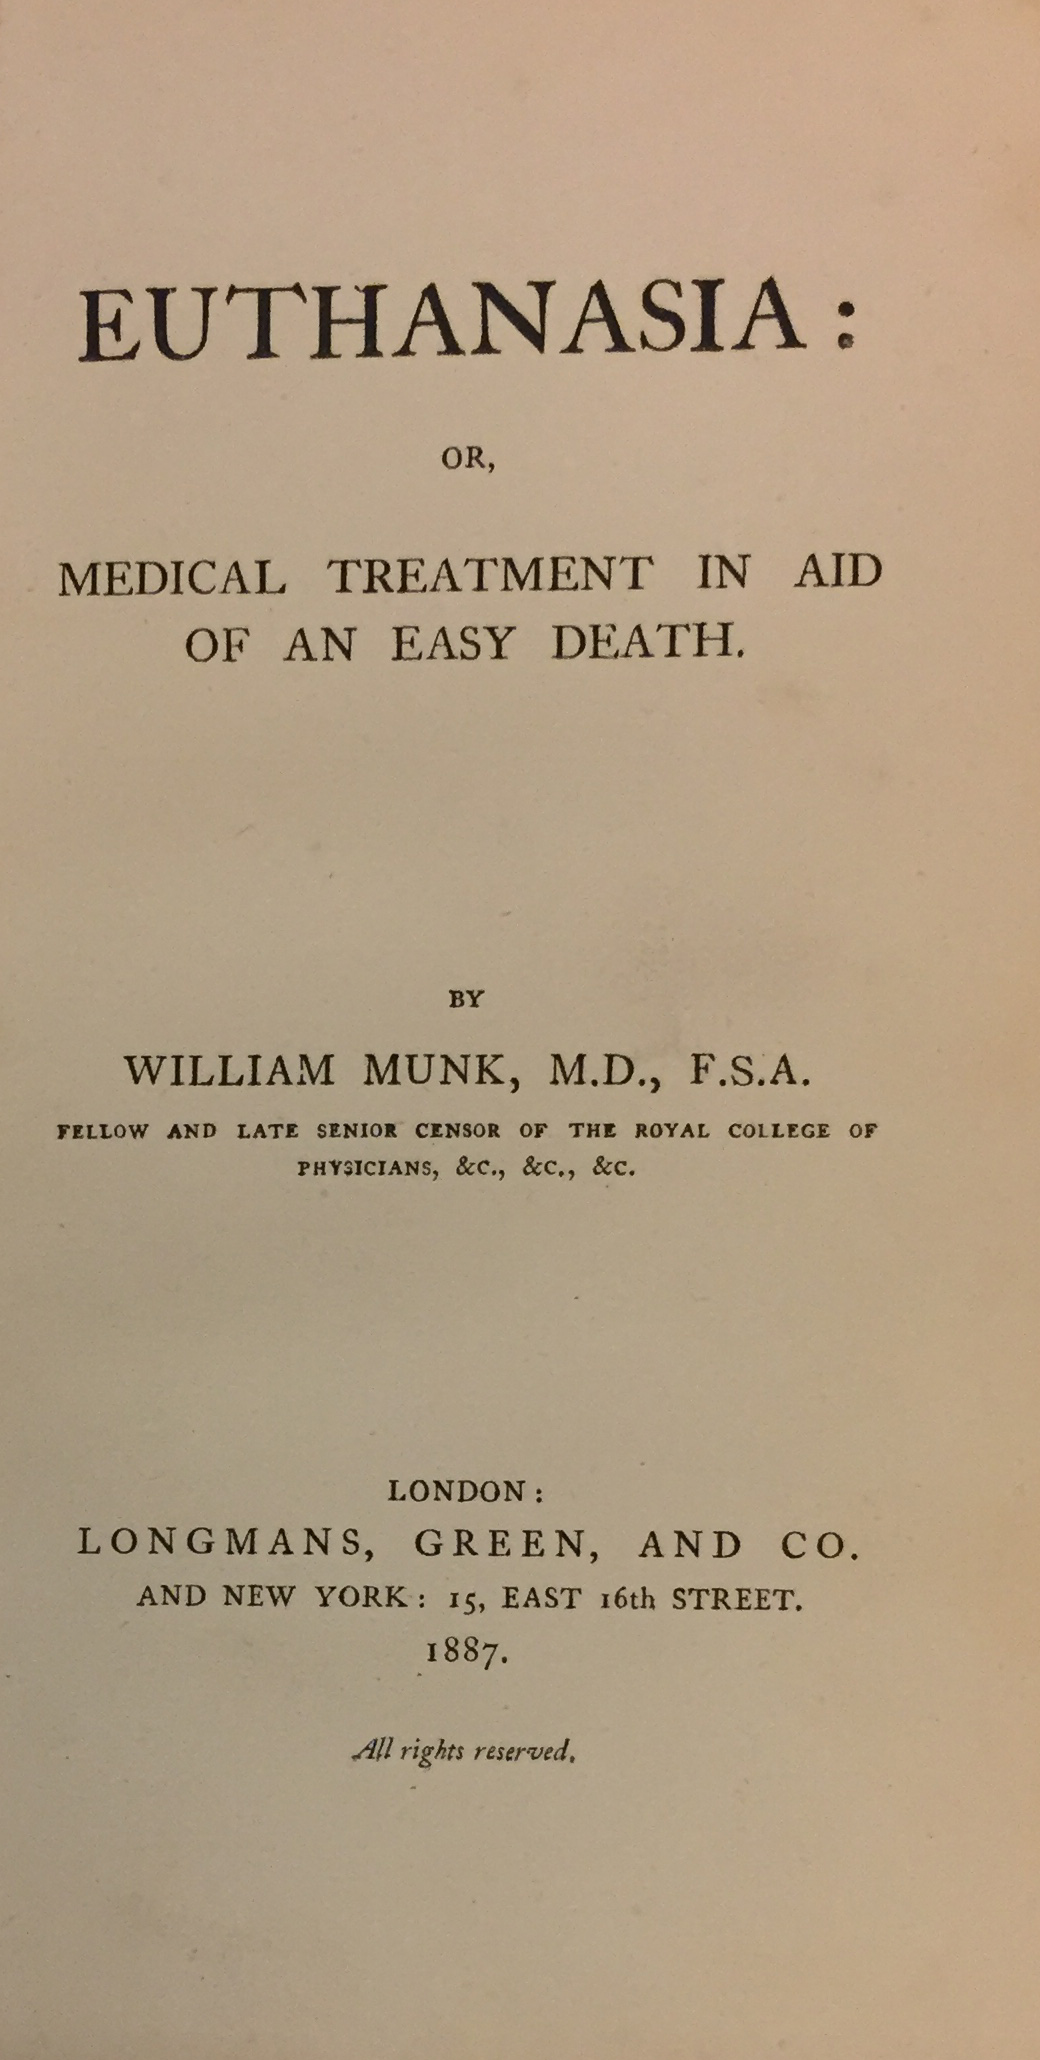 EUTHANASIA:
OR,
MEDICAL TREATMENT IN AID
OF AN EASY DEATH.
BY
WILLIAM MUNK, M.D., F.S.A.
FELLOW AND LATE SENIOR CENSOR OF THE ROYAL COLLEGE OF
PHYSICIANS, &C., &C., &C.
LONDON:
LONGMANS, GREEN, AND CO.
AND NEW YORK: 15, EAST 16th STREET.
1887.
All rights reserved.